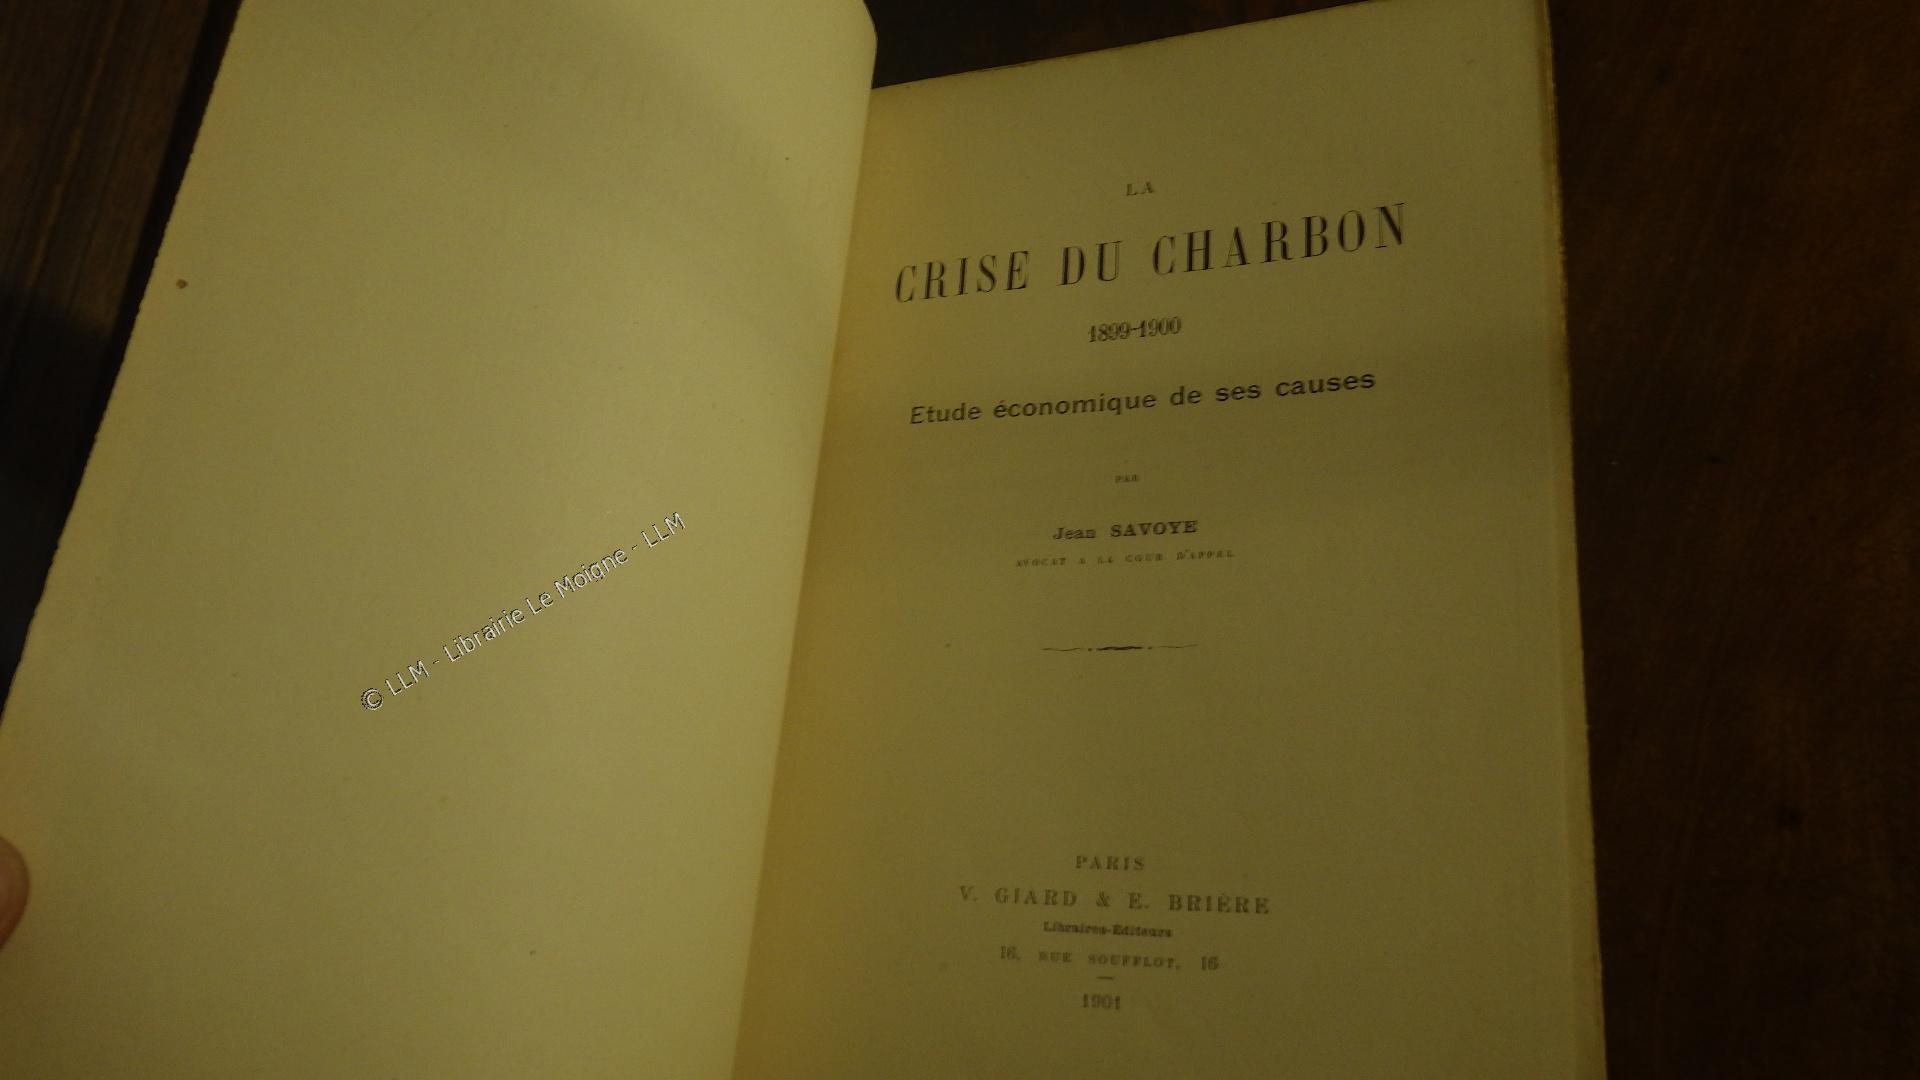 © LLM - Librairie Le Moigne - LLM
LA
CRISE DU CHARBON
1899-1900
Etude économique de ses causes
PAR
Jean SAVOYE
AVOCAT A LA COUR D'APPEL
PARIS
V. GIARD & E. BRIÈRE
Libraires-Editeurs
16, RUE SOUFFLOT, 16
1901